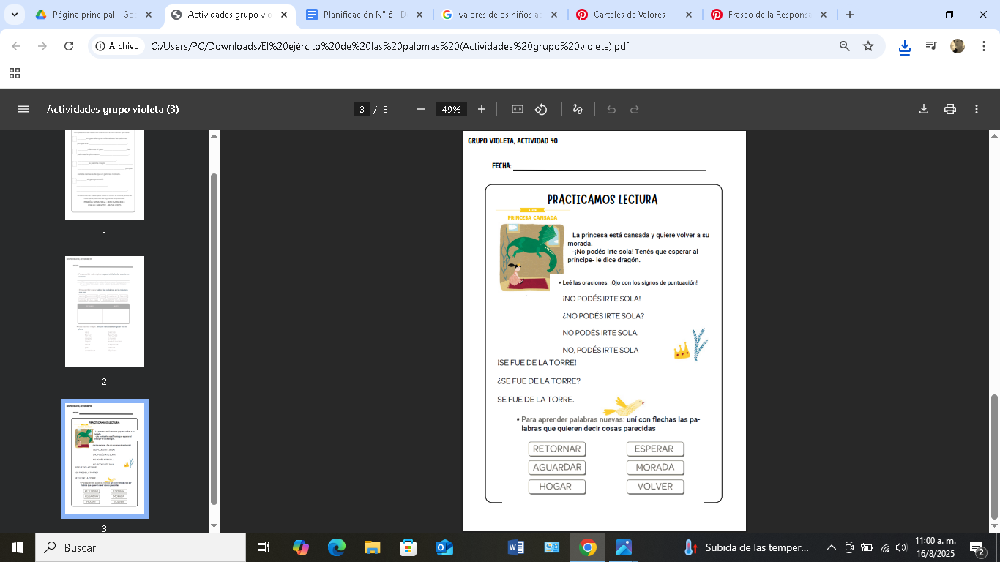 Página principal - Goo
Actividades grupo vio
Planificación N° 6 - D
valores delos niños ac
Carteles de Valores
Frasco de la Respons
Archivo
C:/Users/PC/Downloads/El%20ejército%20de%20las%20palomas%20(Actividades%20grupo%20violeta).pdf
Actividades grupo violeta (3)
3 / 3
49%
1
2
3
GRUPO VIOLETA, ACTIVIDAD 40
FECHA:
PRACTICAMOS LECTURA
PRINCESA CANSADA
La princesa está cansada y quiere volver a su
morada.
-¡No podés irte sola! Tenés que esperar al
príncipe- le dice dragón.
• Leé las oraciones. ¡Ojo con los signos de puntuación!
¡NO PODÉS IRTE SOLA!
¿NO PODÉS IRTE SOLA?
NO PODÉS IRTE SOLA.
NO, PODÉS IRTE SOLA
¡SE FUE DE LA TORRE!
¿SE FUE DE LA TORRE?
SE FUE DE LA TORRE.
• Para aprender palabras nuevas: uní con flechas las pa-
labras que quieren decir cosas parecidas
RETORNAR ESPERAR
AGUARDAR MORADA
HOGAR VOLVER
Buscar
Subida de las temper...
11:00 a. m.
16/8/2025
2